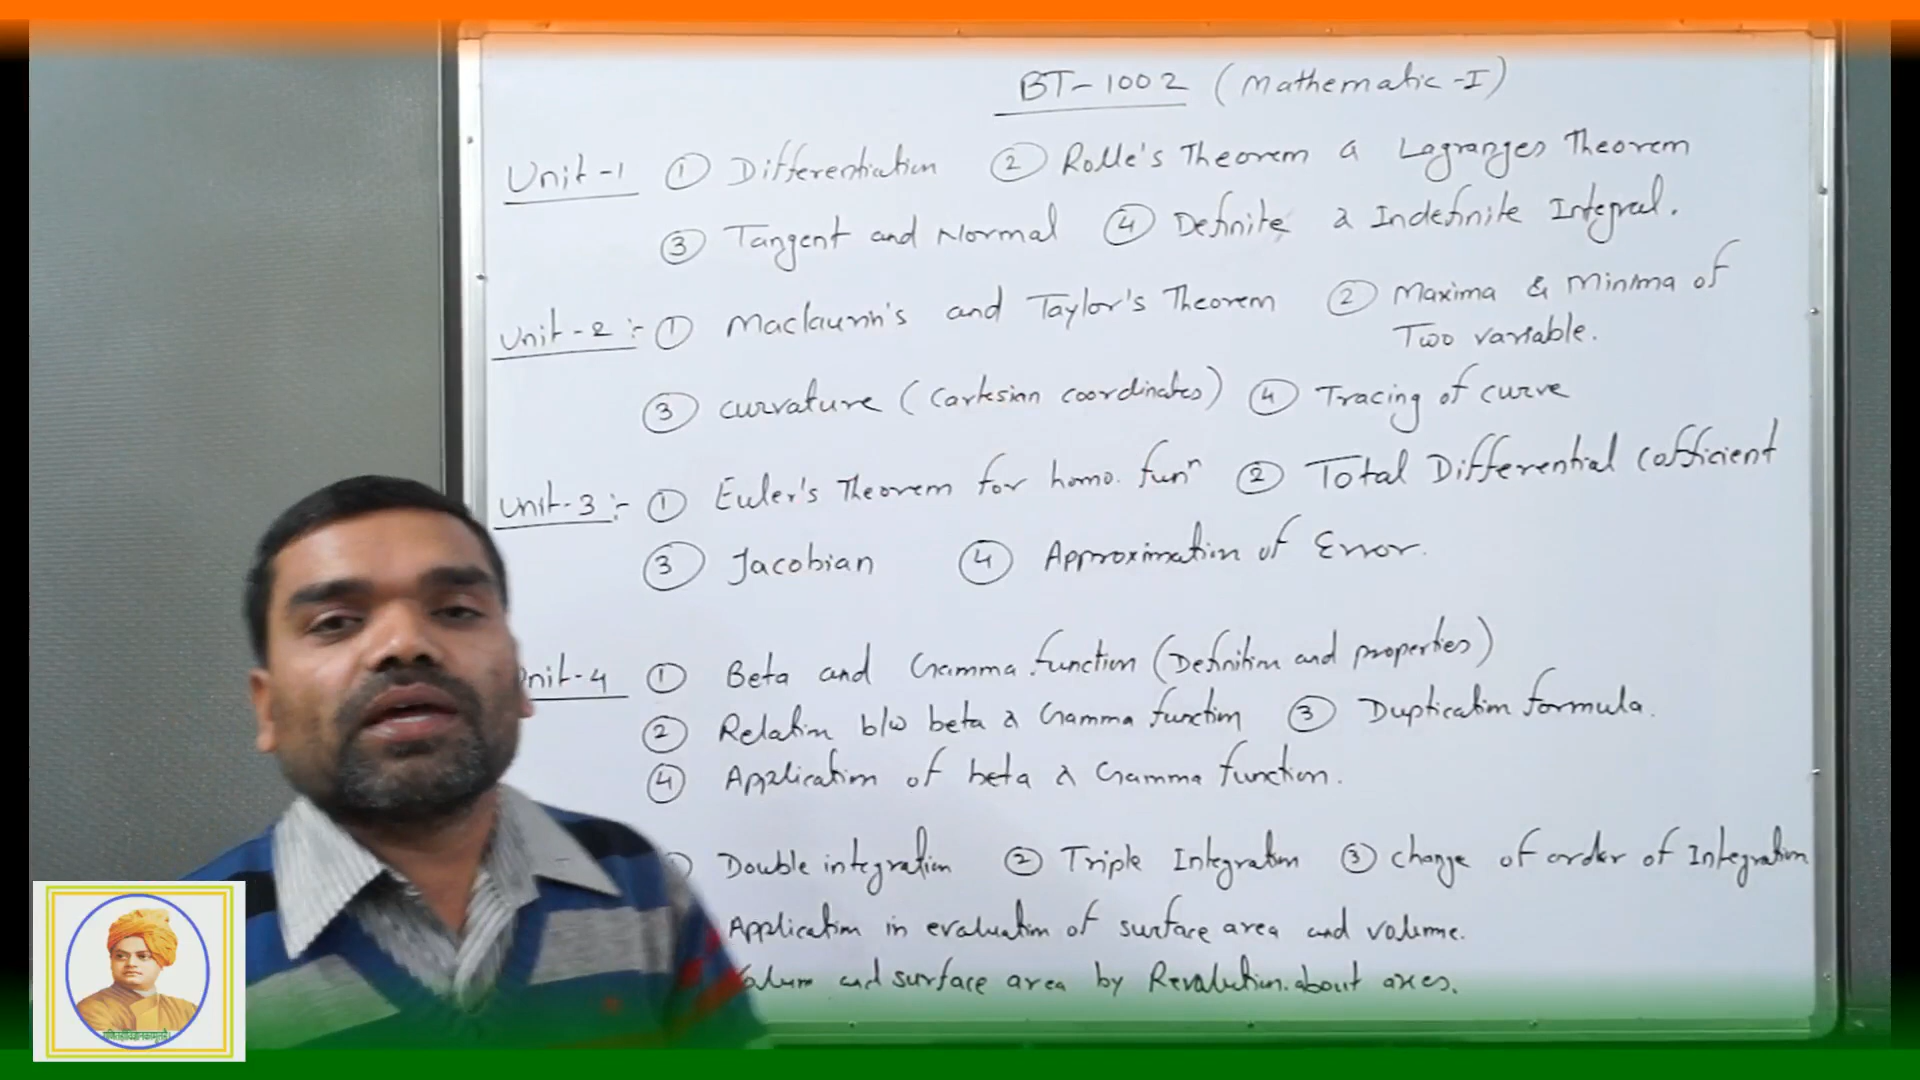 BT-1002 (Mathematic-I)
Unit-1 ① Differentiation ② Rolle's Theorem & Lagranges Theorem
③ Tangent and Normal ④ Definite & Indefinite Integral.
Unit-2:- ① Maclaurin's and Taylor's Theorem ② Maxima & Minima of
Two variable.
③ Curvature (Cartesian coordinates) ④ Tracing of curve
Unit-3:- ① Euler's Theorem for homo. funⁿ ② Total Differential Cofficient
③ Jacobian ④ Approximation of Error.
nit-4 ① Beta and Gamma function (Definition and properties)
② Relation b/w beta & Gamma function ③ Duplication formula.
④ Application of beta & Gamma function.
Double integration ② Triple Integration ③ change of order of Integration
Application in evaluation of surface area and volume.
Volum and surface area by Revalution about axes.